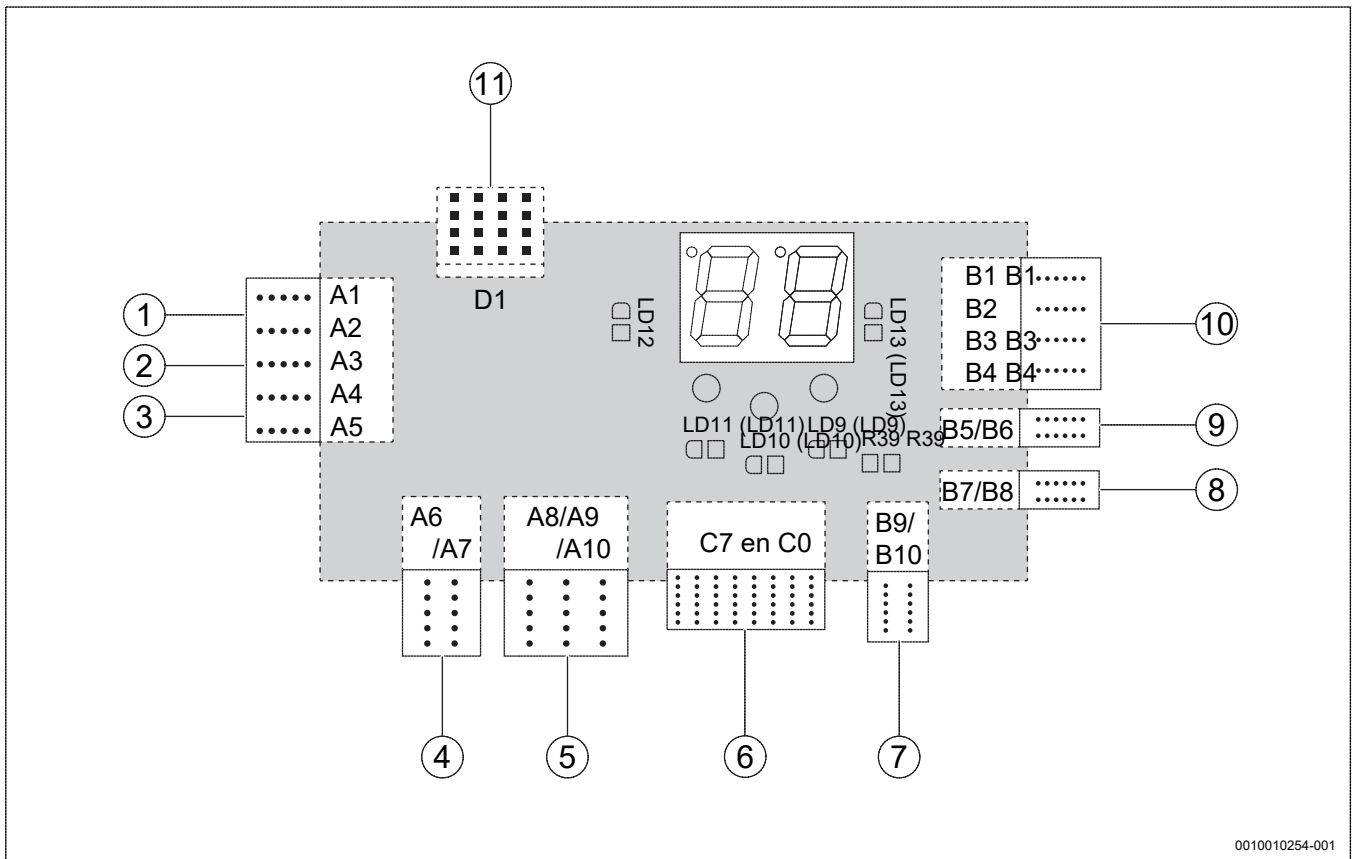 11
D1
LD12
LD13 (LD13)
1
2
3
A1
A2
A3
A4
A5
B1 B1
B2
B3 B3
B4 B4
10
LD11 (LD11) LD9 (LD9)
LD10 (LD10) R39 R39
B5/B6
9
B7/B8
8
A6
/A7
A8/A9
/A10
C7 en C0
B9/
B10
4
5
6
7
0010010254-001